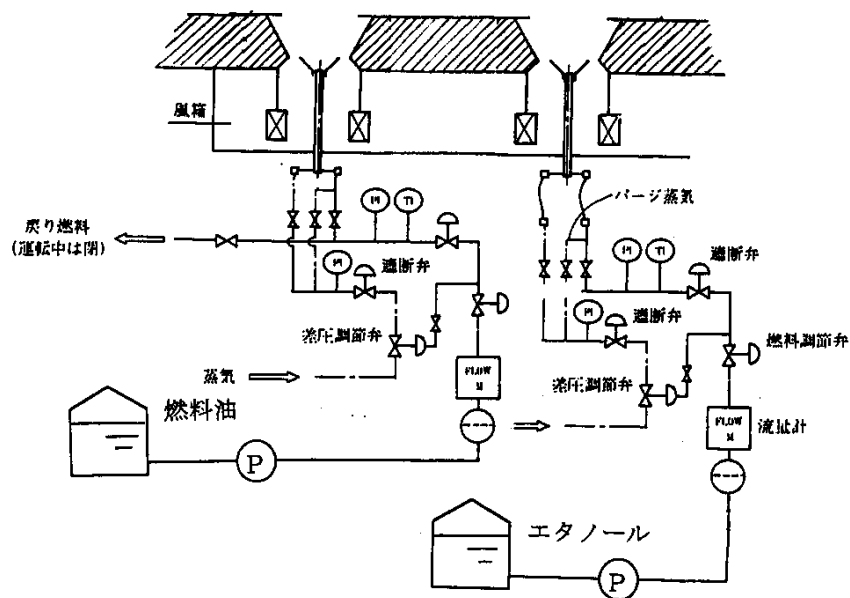 風箱
パージ蒸気
戻り燃料
(運転中は閉)
PI
TI
PI
遮断弁
PI
TI
遮断弁
PI
遮断弁
差圧調節弁
燃料調節弁
蒸気
FLOW
M
差圧調節弁
燃料油
FLOW
M
流量計
P
エタノール
P